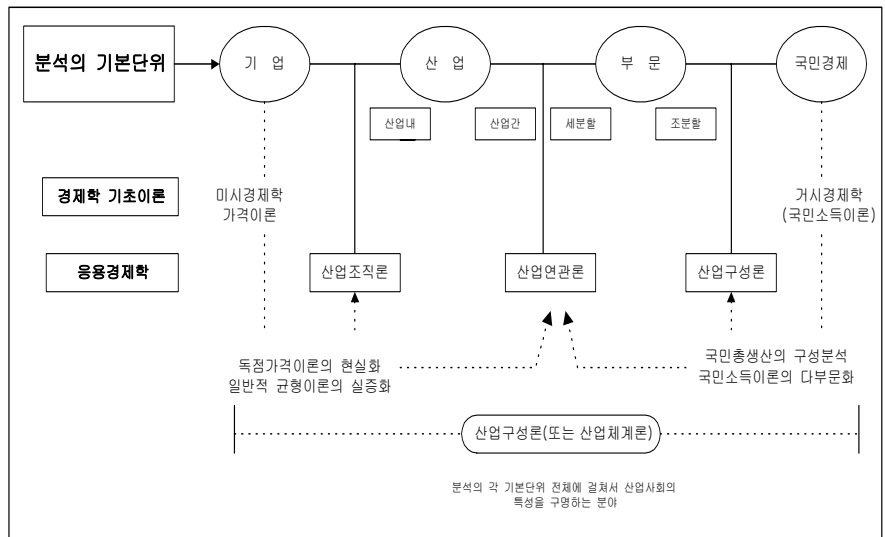 분석의 기본단위
기 업
산 업
부 문
국민경제
산업내
산업간
세분할
조분할
경제학 기초이론
미시경제학
가격이론
거시경제학
(국민소득이론)
응용경제학
산업조직론
산업연관론
산업구성론
독점가격이론의 현실화
일반적 균형이론의 실증화
국민총생산의 구성분석
국민소득이론의 다부문화
산업구성론(또는 산업체계론)
분석의 각 기본단위 전체에 걸쳐서 산업사회의
특성을 구명하는 분야